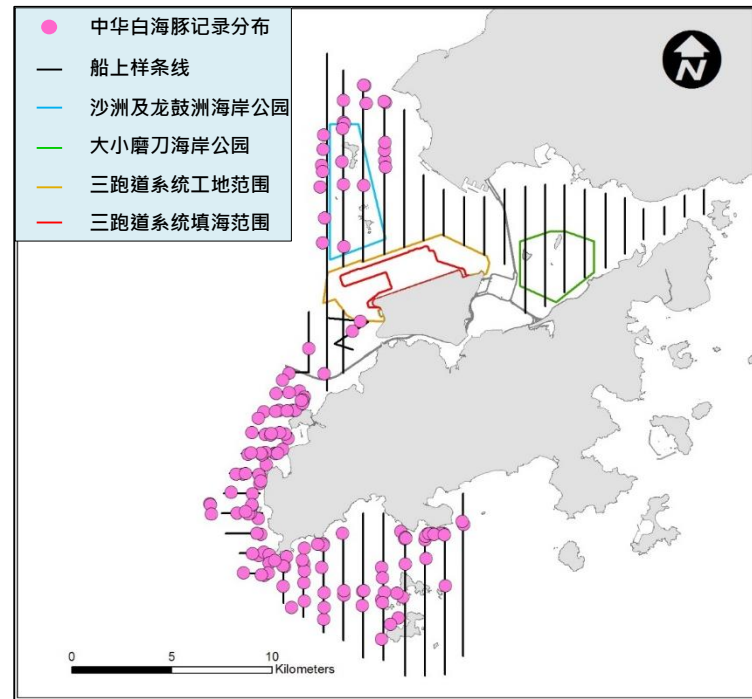 中华白海豚记录分布
船上样条线
沙洲及龙鼓洲海岸公园
大小磨刀海岸公园
三跑道系统工地范围
三跑道系统填海范围
N
0 5 10
Kilometers